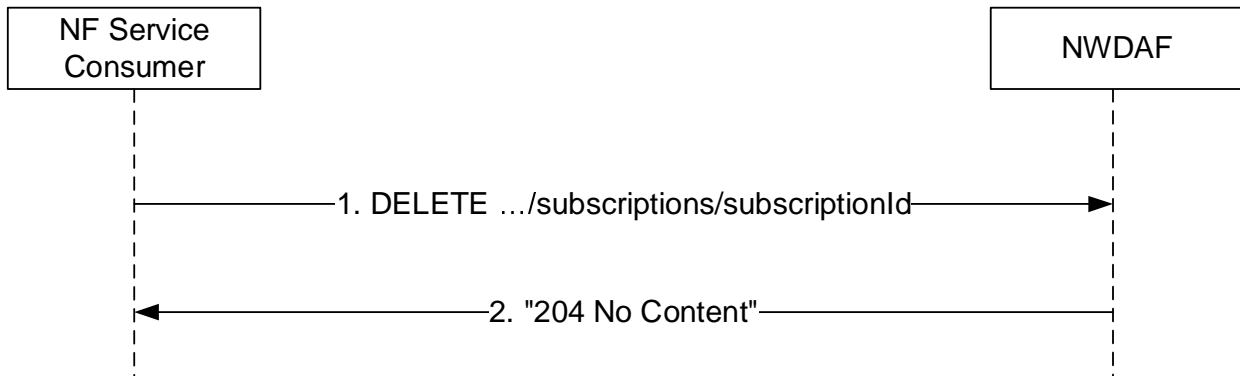 NF Service
Consumer
NWDAF
1. DELETE …/subscriptions/subscriptionId
2. "204 No Content"